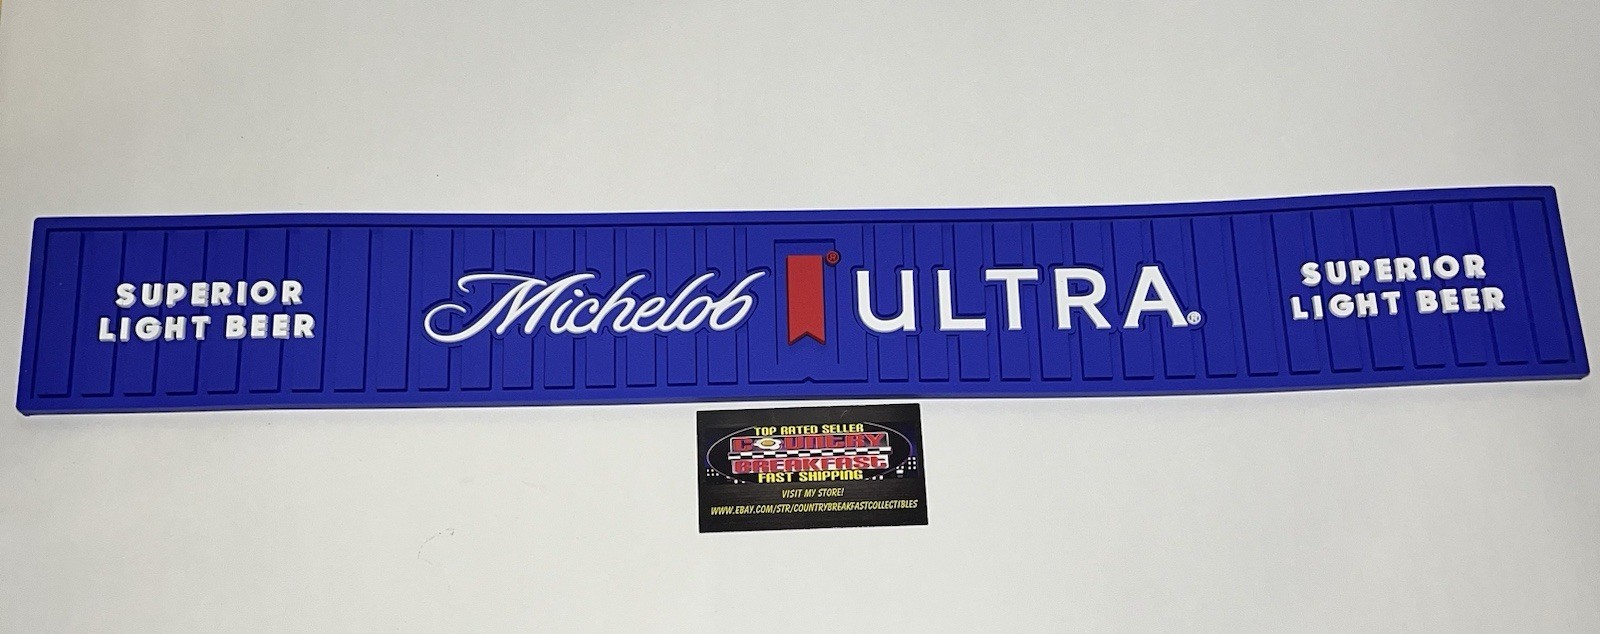 SUPERIOR
LIGHT BEER
Michelob ® ULTRA®
SUPERIOR
LIGHT BEER
TOP RATED SELLER
COUNTRY
BREAKFAST
FAST SHIPPING
VISIT MY STORE!
WWW.EBAY.COM/STR/COUNTRYBREAKFASTCOLLECTIBLES